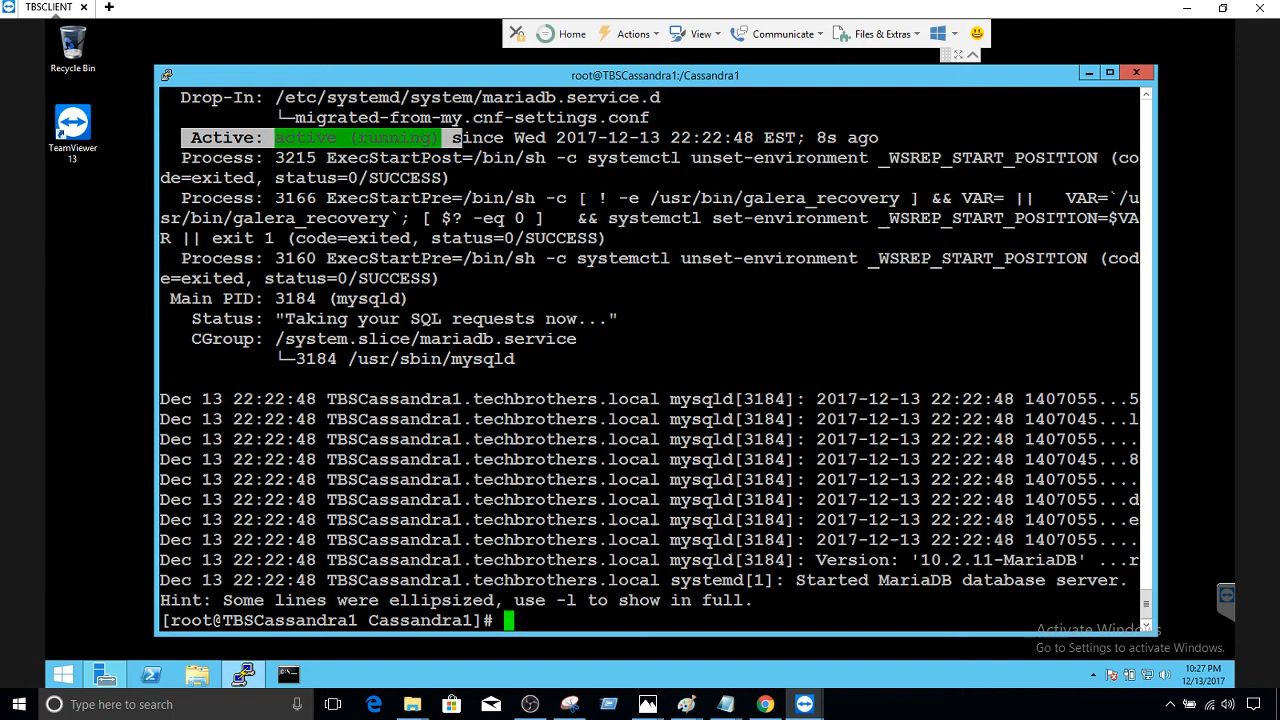 TBSCLIENT
Home
Actions
View
Communicate
Files & Extras
Recycle Bin
TeamViewer
13
root@TBSCassandra1:/Cassandra1
Drop-In: /etc/systemd/system/mariadb.service.d
└─migrated-from-my.cnf-settings.conf
Active: active (running) since Wed 2017-12-13 22:22:48 EST; 8s ago
Process: 3215 ExecStartPost=/bin/sh -c systemctl unset-environment _WSREP_START_POSITION (co
de=exited, status=0/SUCCESS)
Process: 3166 ExecStartPre=/bin/sh -c [ ! -e /usr/bin/galera_recovery ] && VAR= ||   VAR=`/u
sr/bin/galera_recovery`; [ $? -eq 0 ]   && systemctl set-environment _WSREP_START_POSITION=$VA
R || exit 1 (code=exited, status=0/SUCCESS)
Process: 3160 ExecStartPre=/bin/sh -c systemctl unset-environment _WSREP_START_POSITION (cod
e=exited, status=0/SUCCESS)
Main PID: 3184 (mysqld)
Status: "Taking your SQL requests now..."
CGroup: /system.slice/mariadb.service
└─3184 /usr/sbin/mysqld
Dec 13 22:22:48 TBSCassandra1.techbrothers.local mysqld[3184]: 2017-12-13 22:22:48 1407055...5
Dec 13 22:22:48 TBSCassandra1.techbrothers.local mysqld[3184]: 2017-12-13 22:22:48 1407045...l
Dec 13 22:22:48 TBSCassandra1.techbrothers.local mysqld[3184]: 2017-12-13 22:22:48 1407055....
Dec 13 22:22:48 TBSCassandra1.techbrothers.local mysqld[3184]: 2017-12-13 22:22:48 1407045...8
Dec 13 22:22:48 TBSCassandra1.techbrothers.local mysqld[3184]: 2017-12-13 22:22:48 1407055....
Dec 13 22:22:48 TBSCassandra1.techbrothers.local mysqld[3184]: 2017-12-13 22:22:48 1407055...d
Dec 13 22:22:48 TBSCassandra1.techbrothers.local mysqld[3184]: 2017-12-13 22:22:48 1407055...e
Dec 13 22:22:48 TBSCassandra1.techbrothers.local mysqld[3184]: 2017-12-13 22:22:48 1407055....
Dec 13 22:22:48 TBSCassandra1.techbrothers.local mysqld[3184]: Version: '10.2.11-MariaDB' ...r
Dec 13 22:22:48 TBSCassandra1.techbrothers.local systemd[1]: Started MariaDB database server.
Hint: Some lines were ellipsized, use -l to show in full.
[root@TBSCassandra1 Cassandra1]#
Activate Windows
Go to Settings to activate Windows.
10:27 PM
12/13/2017
Type here to search